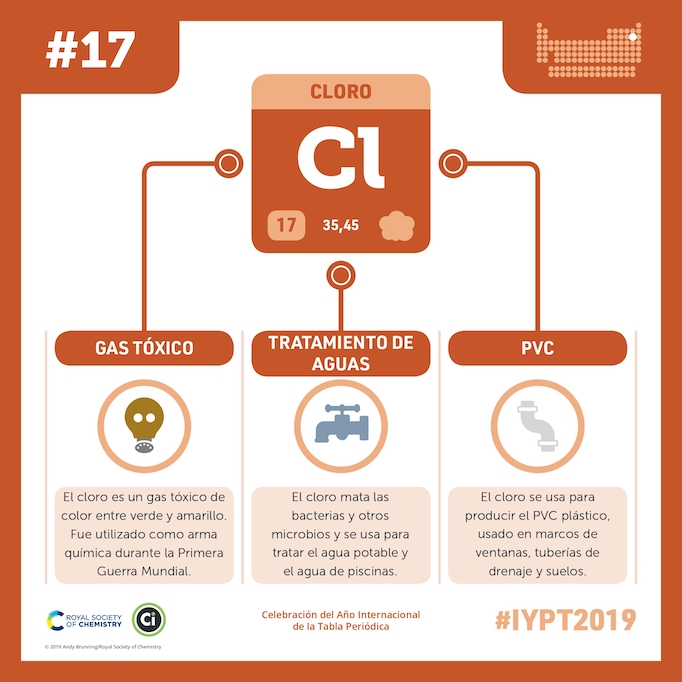 #17
CLORO
Cl
17
35,45
GAS TÓXICO
TRATAMIENTO DE
AGUAS
PVC
El cloro es un gas tóxico de
color entre verde y amarillo.
Fue utilizado como arma
química durante la Primera
Guerra Mundial.
El cloro mata las
bacterias y otros
microbios y se usa para
tratar el agua potable y
el agua de piscinas.
El cloro se usa para
producir el PVC plástico,
usado en marcos de
ventanas, tuberías de
drenaje y suelos.
ROYAL SOCIETY
OF CHEMISTRY
Ci
© 2019 Andy Brunning/Royal Society of Chemistry
Celebración del Año Internacional
de la Tabla Periódica
#IYPT2019